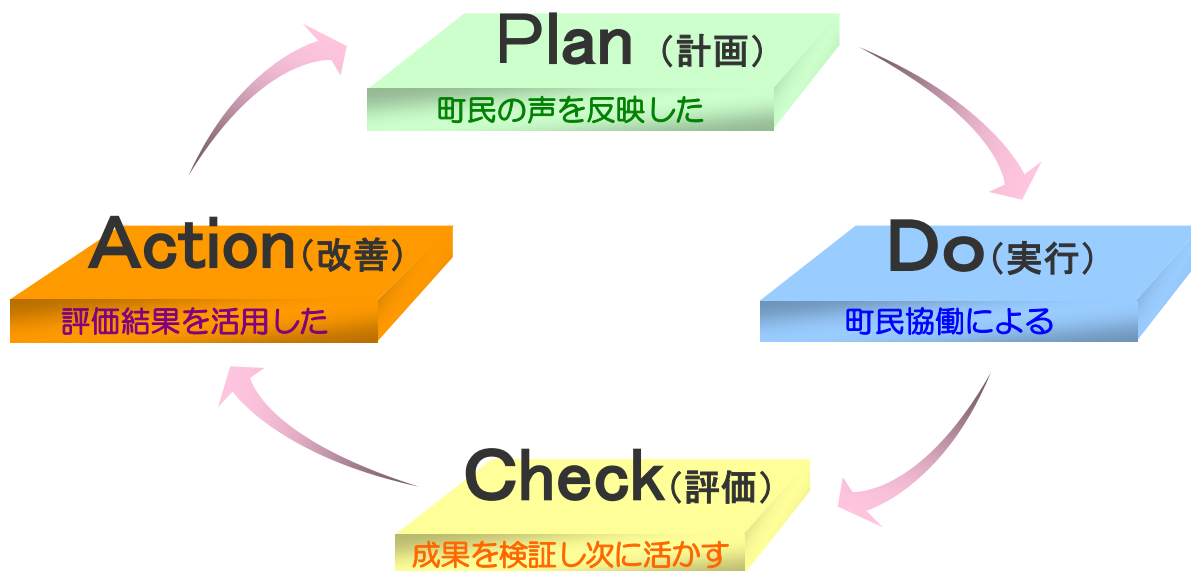 Plan（計画）
町民の声を反映した
Do（実行）
町民協働による
Check（評価）
成果を検証し次に活かす
Action（改善）
評価結果を活用した